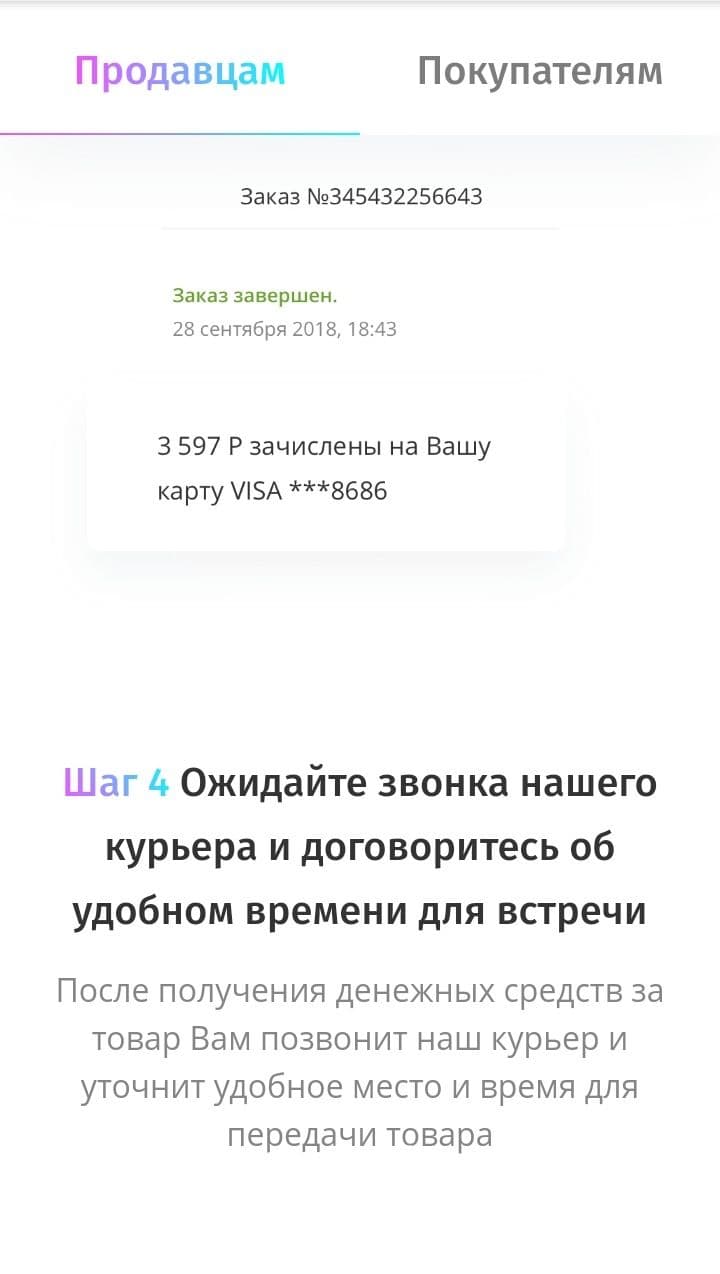 Продавцам Покупателям
Заказ №345432256643
Заказ завершен.
28 сентября 2018, 18:43
3 597 Р зачислены на Вашу
карту VISA ***8686
Шаг 4 Ожидайте звонка нашего
курьера и договоритесь об
удобном времени для встречи
После получения денежных средств за
товар Вам позвонит наш курьер и
уточнит удобное место и время для
передачи товара